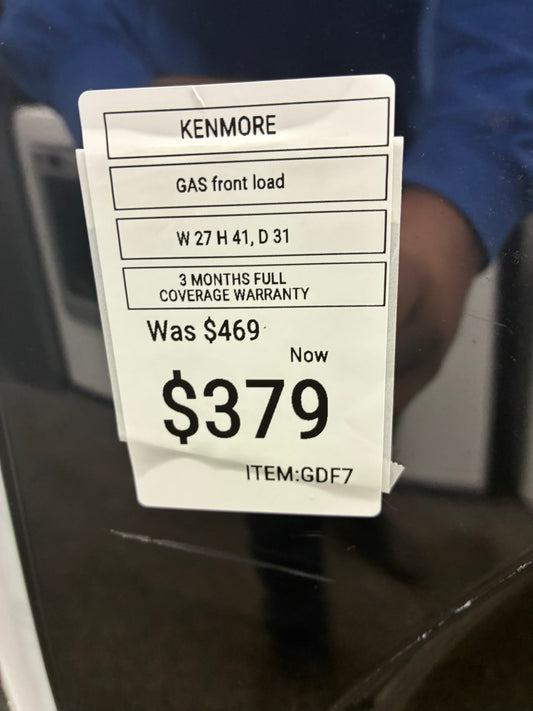 KENMORE
GAS front load
W 27 H 41, D 31
3 MONTHS FULL
COVERAGE WARRANTY
Was $469
Now
$379
ITEM:GDF7